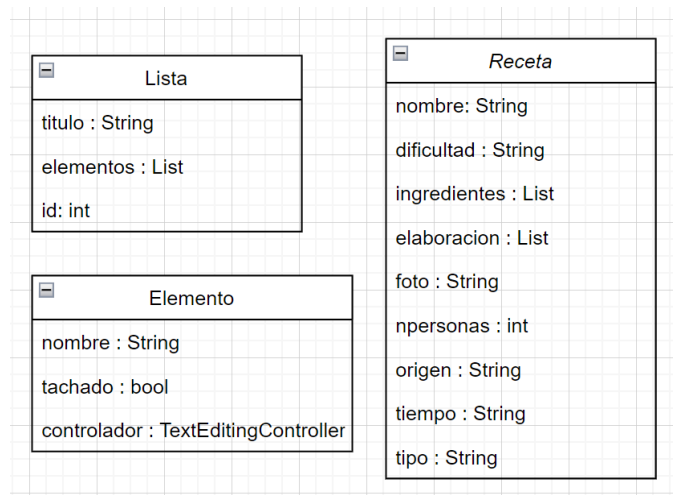 Lista
titulo : String
elementos : List
id: int
Elemento
nombre : String
tachado : bool
controlador : TextEditingController
Receta
nombre: String
dificultad : String
ingredientes : List
elaboracion : List
foto : String
npersonas : int
origen : String
tiempo : String
tipo : String